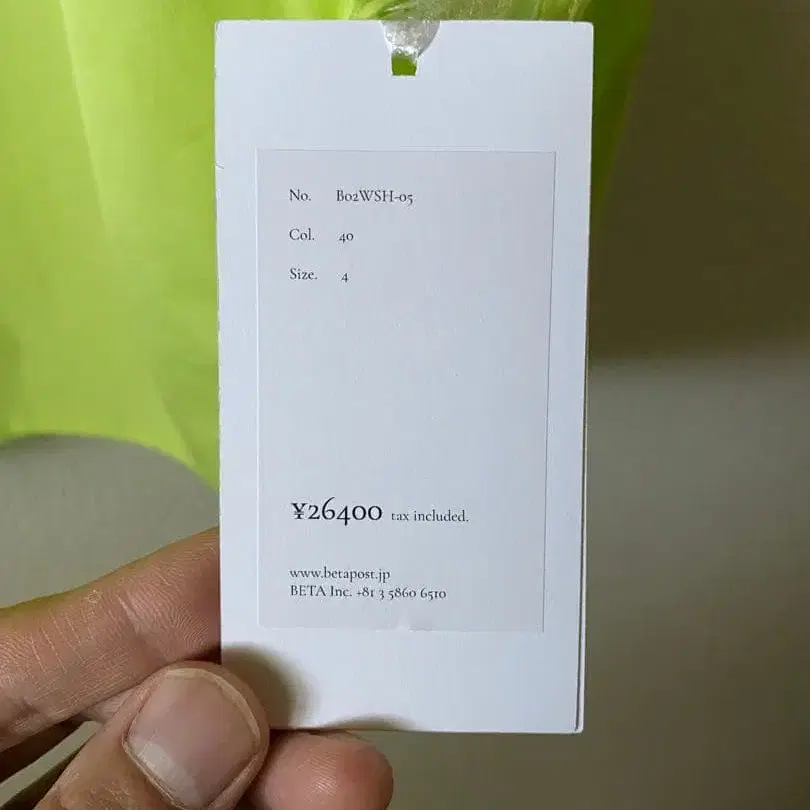 No. B02WSH-05
Col. 40
Size. 4
¥26400 tax included.
www.betapost.jp
BETA Inc. +81 3 5860 6510